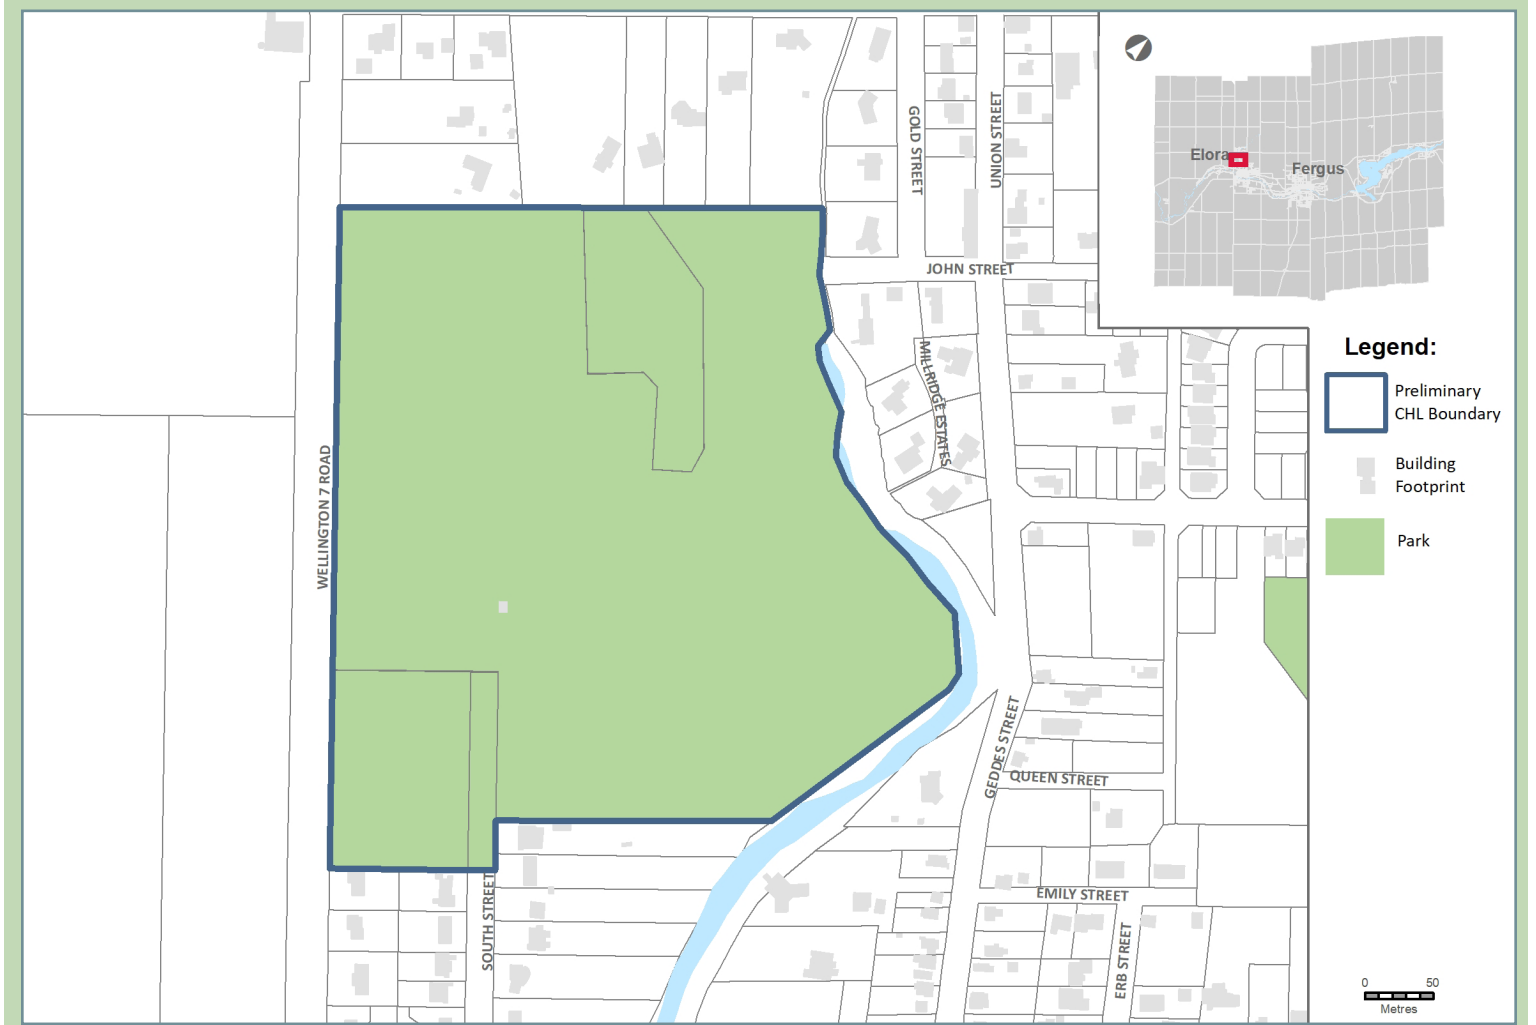 GOLD STREET
UNION STREET
JOHN STREET
MILLRIDGE ESTATES
WELLINGTON 7 ROAD
GEDDES STREET
QUEEN STREET
EMILY STREET
SOUTH STREET
ERB STREET
Elora
Fergus
Legend:
Preliminary
CHL Boundary
Building
Footprint
Park
0 50
Metres